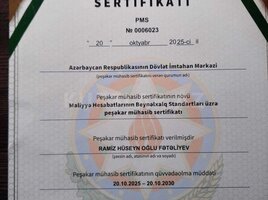 SERTİFİKATI
PMS
№ 0006023
" 20 " oktyabr 2025-ci il
Azərbaycan Respublikasının Dövlət İmtahan Mərkəzi
(peşəkar mühasib sertifikatını verən qurumun adı)
Peşəkar mühasib sertifikatının növü
Maliyyə Hesabatlarının Beynəlxalq Standartları üzrə
peşəkar mühasib sertifikatı
Peşəkar mühasib sertifikatı verilmişdir
RAMİZ HÜSEYN OĞLU FƏTƏLİYEV
(şəxsin adı, atasının adı və soyadı)
Peşəkar mühasib sertifikatının qüvvədəolma müddəti
20.10.2025 – 20.10.2030